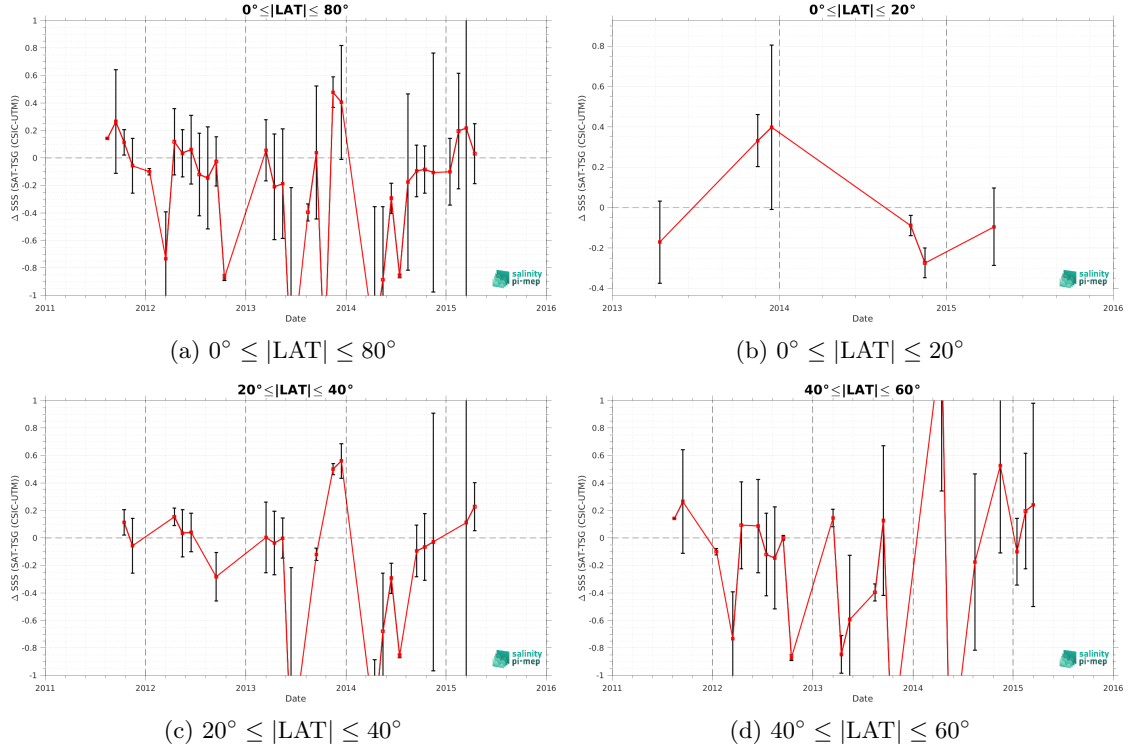 0°≤|LAT|≤ 80°
Δ SSS (SAT-TSG (CSIC-UTM))
1
0.8
0.6
0.4
0.2
0
-0.2
-0.4
-0.6
-0.8
-1
2011
2012
2013
2014
2015
2016
Date
salinity
pi-mep
(a) 0° ≤ |LAT| ≤ 80°
0°≤|LAT|≤ 20°
Δ SSS (SAT-TSG (CSIC-UTM))
0.8
0.6
0.4
0.2
0
-0.2
-0.4
2013
2014
2015
2016
Date
salinity
pi-mep
(b) 0° ≤ |LAT| ≤ 20°
20°≤|LAT|≤ 40°
Δ SSS (SAT-TSG (CSIC-UTM))
1
0.8
0.6
0.4
0.2
0
-0.2
-0.4
-0.6
-0.8
-1
2011
2012
2013
2014
2015
2016
Date
salinity
pi-mep
(c) 20° ≤ |LAT| ≤ 40°
40°≤|LAT|≤ 60°
Δ SSS (SAT-TSG (CSIC-UTM))
1
0.8
0.6
0.4
0.2
0
-0.2
-0.4
-0.6
-0.8
-1
2011
2012
2013
2014
2015
2016
Date
salinity
pi-mep
(d) 40° ≤ |LAT| ≤ 60°